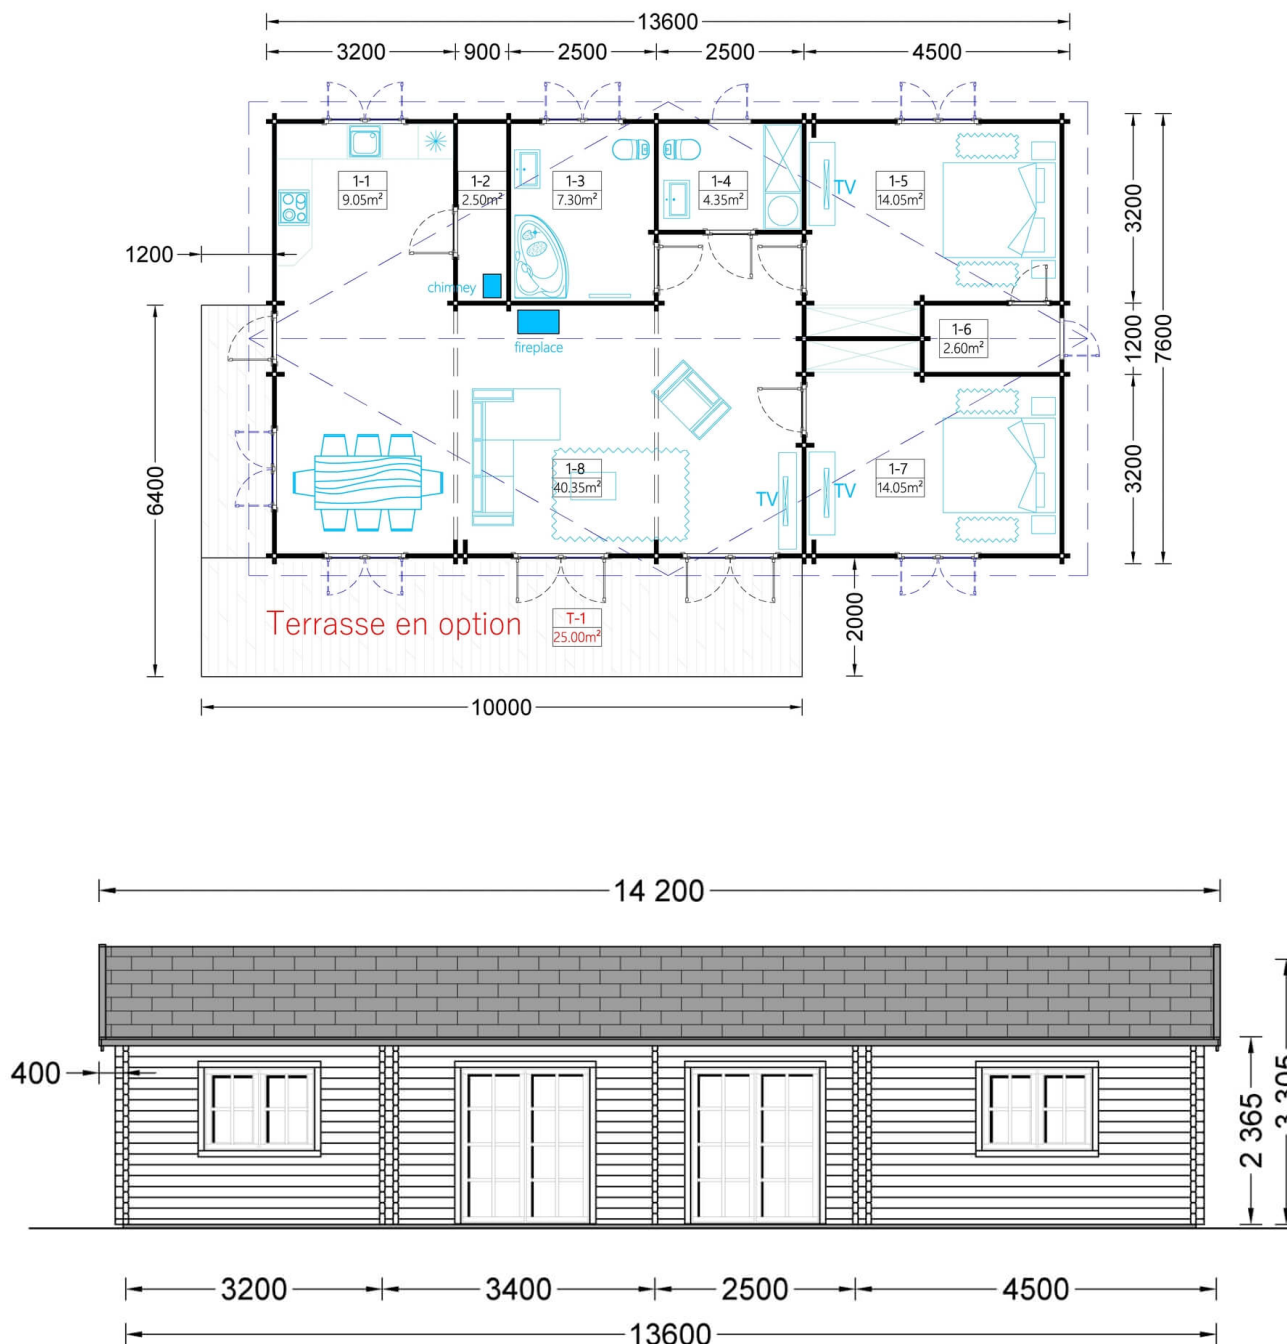 13600
3200 900 2500 2500 4500
1-1
9.05m²
1-2
2.50m²
1-3
7.30m²
1-4
4.35m²
TV
1-5
14.05m²
3200
1200
chimney
fireplace
1-6
2.60m²
1200
7600
6400
1-8
40.35m²
TV
TV
1-7
14.05m²
3200
Terrasse en option
T-1
25.00m²
2000
10000
14 200
400
2 365
3 305
3200 3400 2500 4500
13600